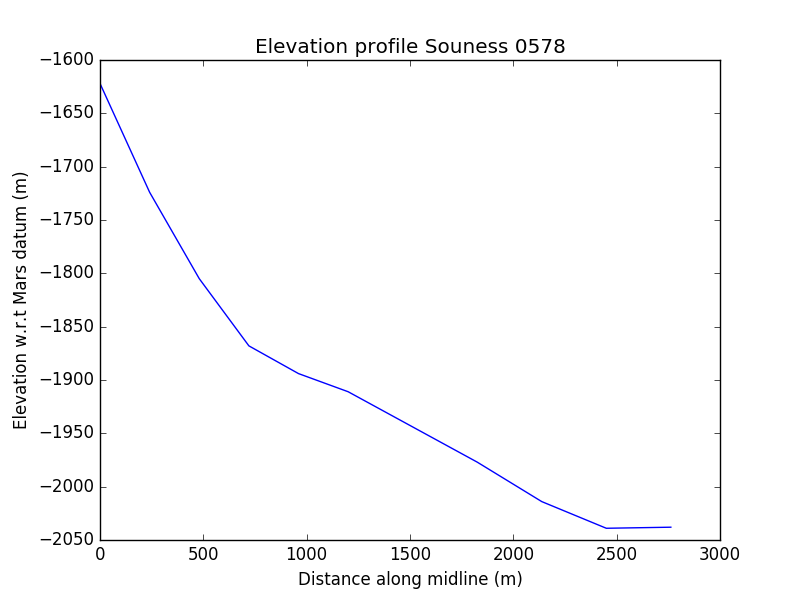 Elevation profile Souness 0578
−1600
−1650
−1700
−1750
−1800
−1850
−1900
−1950
−2000
−2050
Elevation w.r.t Mars datum (m)
0 500 1000 1500 2000 2500 3000
Distance along midline (m)